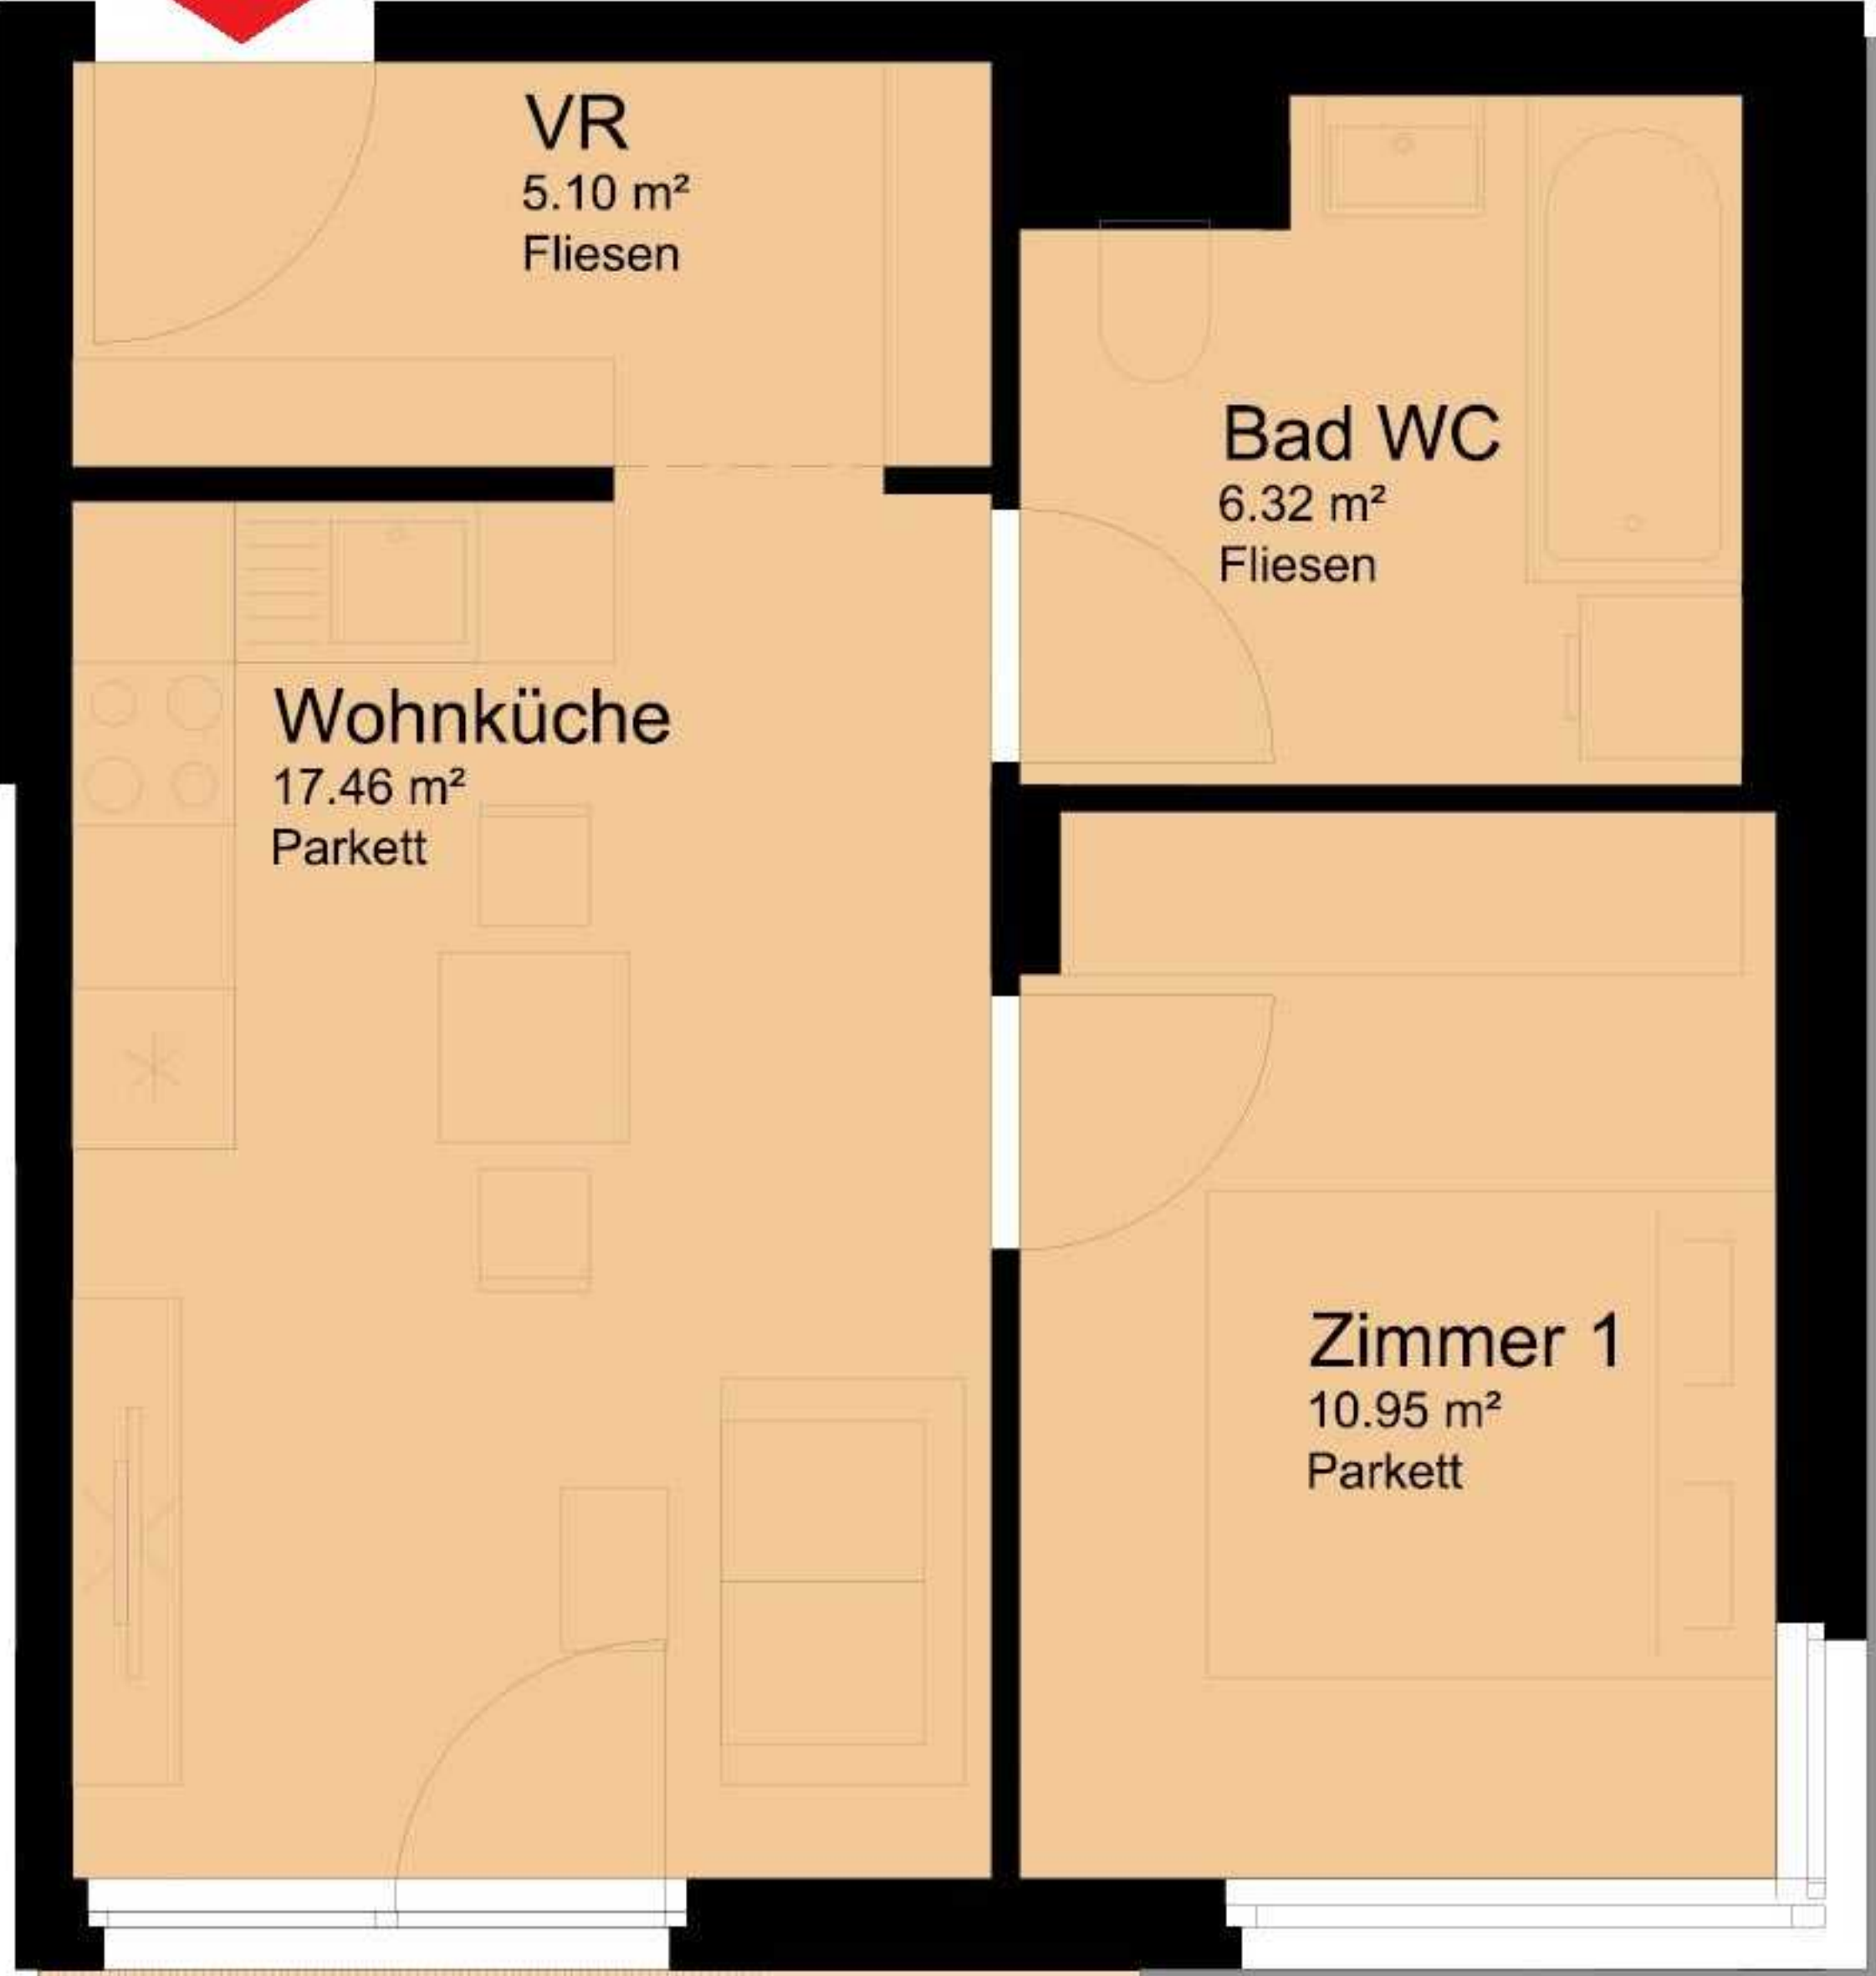 VR
5.10 m²
Fliesen
Bad WC
6.32 m²
Fliesen
Wohnküche
17.46 m²
Parkett
Zimmer 1
10.95 m²
Parkett